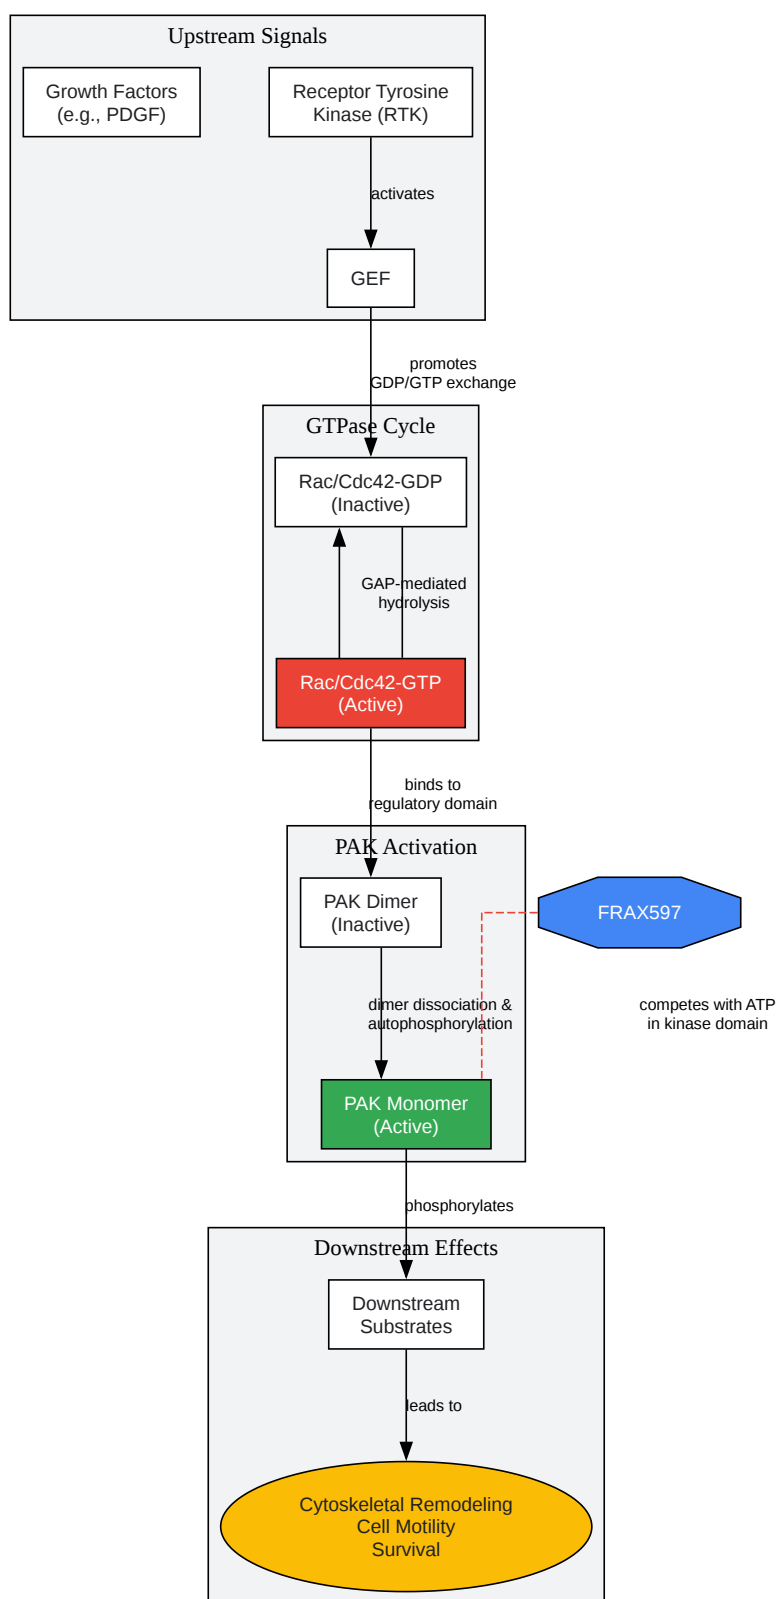 Upstream Signals
Growth Factors
(e.g., PDGF)
Receptor Tyrosine
Kinase (RTK)
activates
GEF
promotes
GDP/GTP exchange
GTPase Cycle
Rac/Cdc42-GDP
(Inactive)
GAP-mediated
hydrolysis
Rac/Cdc42-GTP
(Active)
binds to
regulatory domain
PAK Activation
PAK Dimer
(Inactive)
FRAX597
dimer dissociation &
autophosphorylation
competes with ATP
in kinase domain
PAK Monomer
(Active)
phosphorylates
Downstream Effects
Downstream
Substrates
leads to
Cytoskeletal Remodeling
Cell Motility
Survival